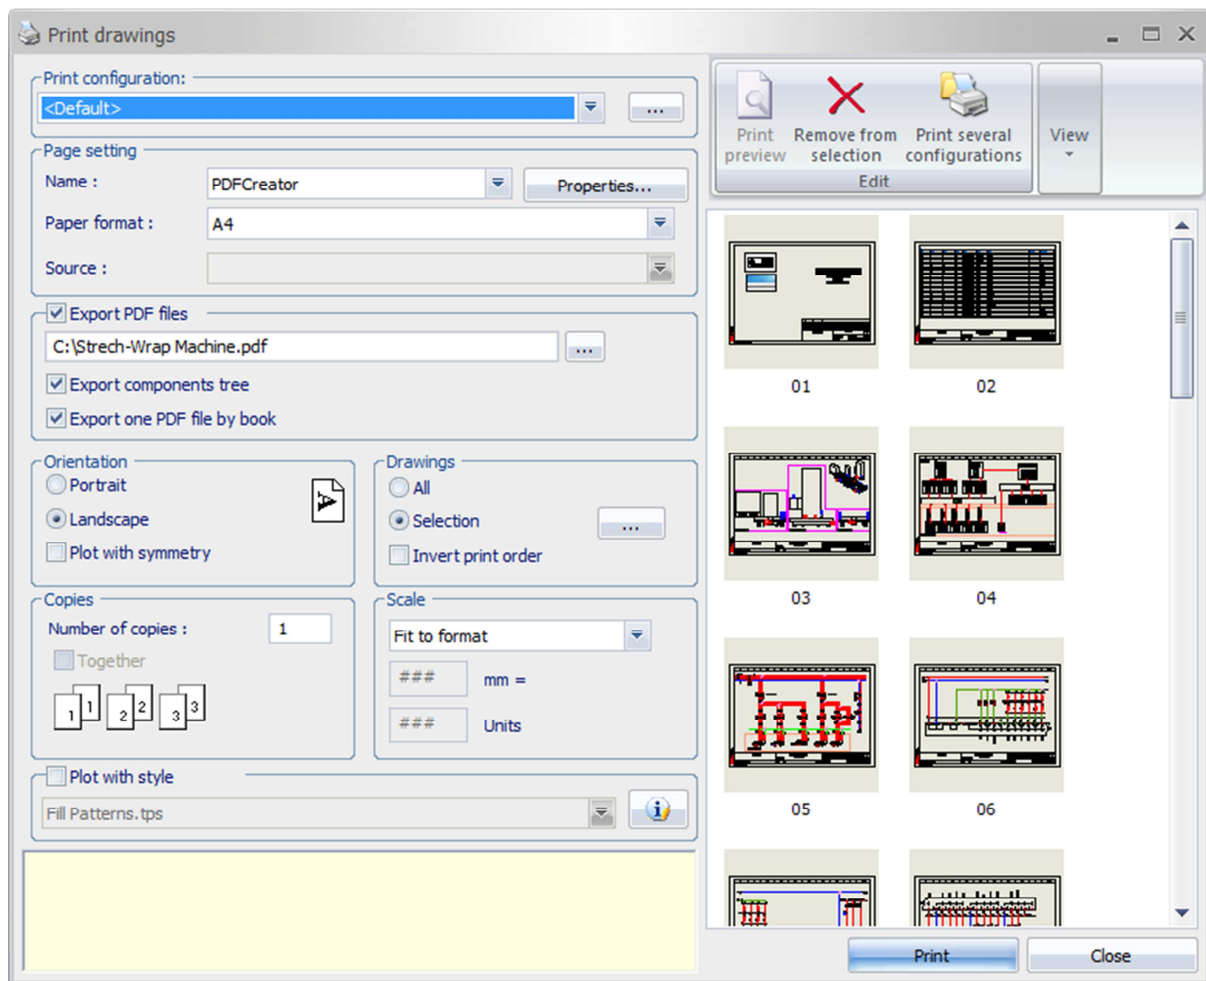 Print drawings
Print configuration:
<Default>
...
Page setting
Name :
PDFCreator
Properties...
Paper format :
A4
Source :
Export PDF files
C:\Strech-Wrap Machine.pdf
...
Export components tree
Export one PDF file by book
Orientation
Portrait
Landscape
Plot with symmetry
A
Drawings
All
Selection
...
Invert print order
Copies
Number of copies :
1
Together
1 1 2 2 3 3
Scale
Fit to format
###
mm =
###
Units
Plot with style
Fill Patterns.tps
Print preview
Remove from selection
Print several configurations
Edit
View
01
02
03
04
05
06
Print
Close